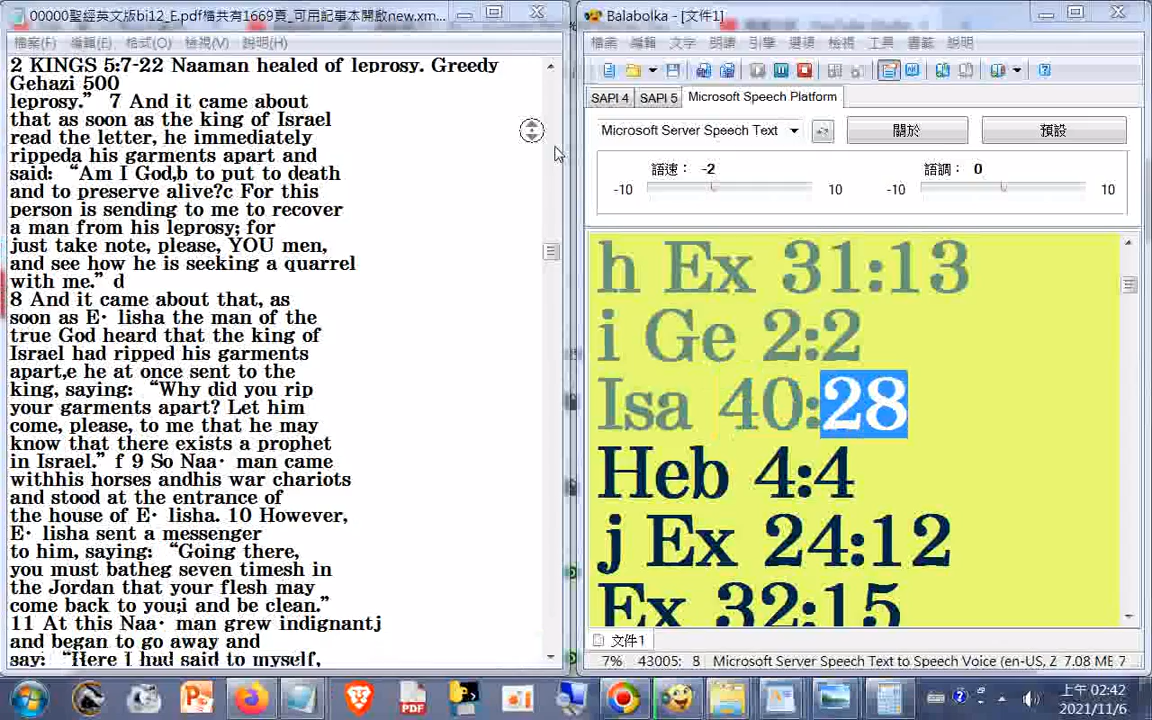 00000聖經英文版bi12_E.pdf檔共有1669頁_可用記事本開啟new.xm...
檔案(F) 編輯(E) 格式(O) 檢視(V) 說明(H)
2 KINGS 5:7-22 Naaman healed of leprosy. Greedy
Gehazi 500
leprosy.” 7 And it came about
that as soon as the king of Israel
read the letter, he immediately
rippeda his garments apart and
said: “Am I God,b to put to death
and to preserve alive?c For this
person is sending to me to recover
a man from his leprosy; for
just take note, please, YOU men,
and see how he is seeking a quarrel
with me.” d
8 And it came about that, as
soon as E‧ lisha the man of the
true God heard that the king of
Israel had ripped his garments
apart,e he at once sent to the
king, saying: “Why did you rip
your garments apart? Let him
come, please, to me that he may
know that there exists a prophet
in Israel.” f 9 So Naa‧ man came
withhis horses andhis war chariots
and stood at the entrance of
the house of E‧ lisha. 10 However,
E‧ lisha sent a messenger
to him, saying: “Going there,
you must batheg seven timesh in
the Jordan that your flesh may
come back to you;i and be clean.”
11 At this Naa‧ man grew indignantj
and began to go away and
say: “Here I had said to myself,
Balabolka - [文件1]
檔案 編輯 文字 朗讀 引擎 選項 檢視 工具 書籤 說明
SAPI 4 SAPI 5 Microsoft Speech Platform
Microsoft Server Speech Text 關於 預設
語速： -2 語調： 0
-10 10 -10 10
h Ex 31:13
i Ge 2:2
Isa 40:28
Heb 4:4
j Ex 24:12
Ex 32:15
文件1
7% 43005: 8 Microsoft Server Speech Text to Speech Voice (en-US, Z 7.08 ME 7
上午 02:42
2021/11/6